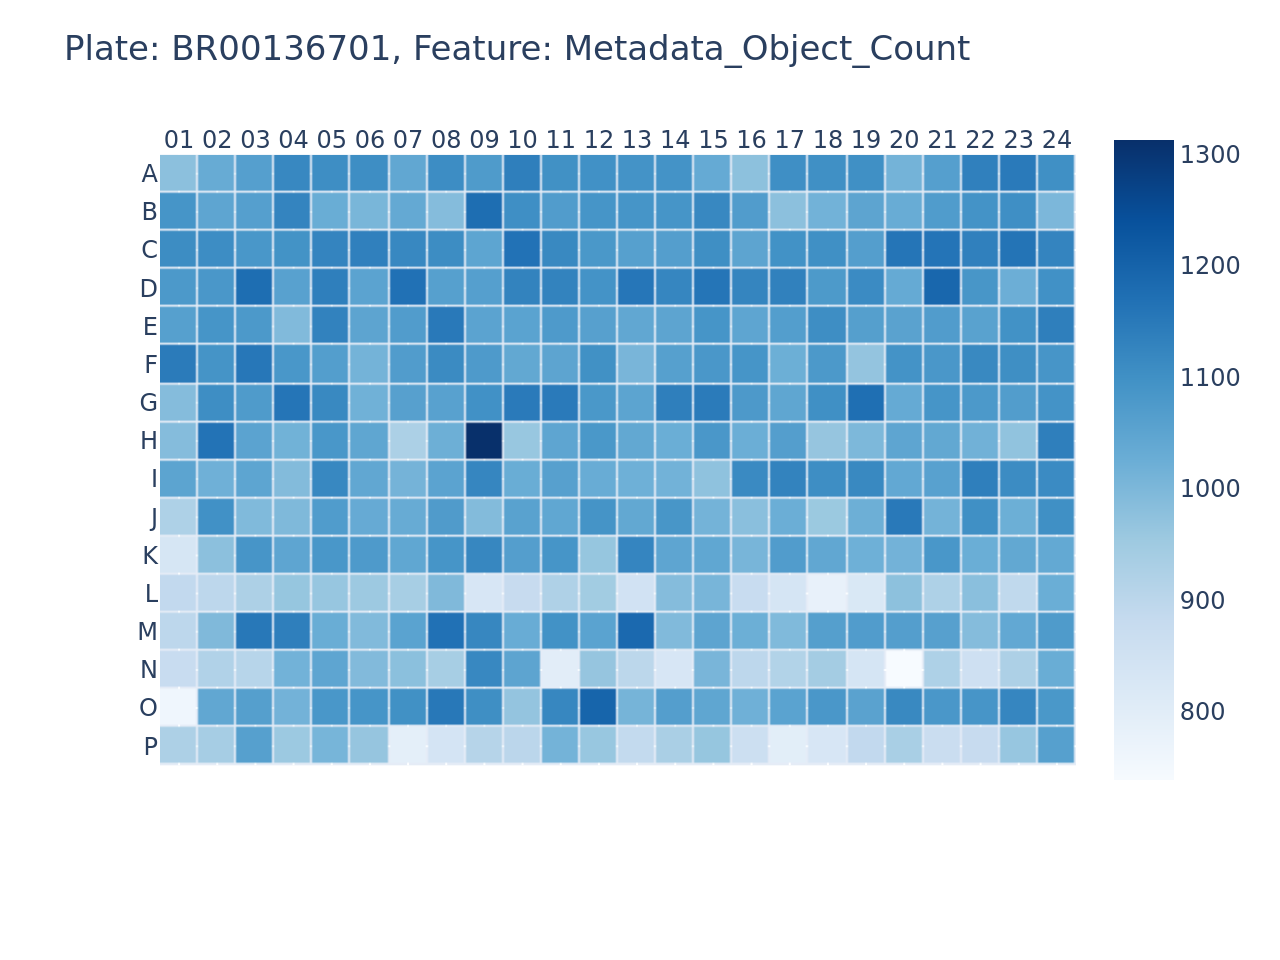 Plate: BR00136701, Feature: Metadata_Object_Count
01 02 03 04 05 06 07 08 09 10 11 12 13 14 15 16 17 18 19 20 21 22 23 24
A
B
C
D
E
F
G
H
I
J
K
L
M
N
O
P
1300
1200
1100
1000
900
800